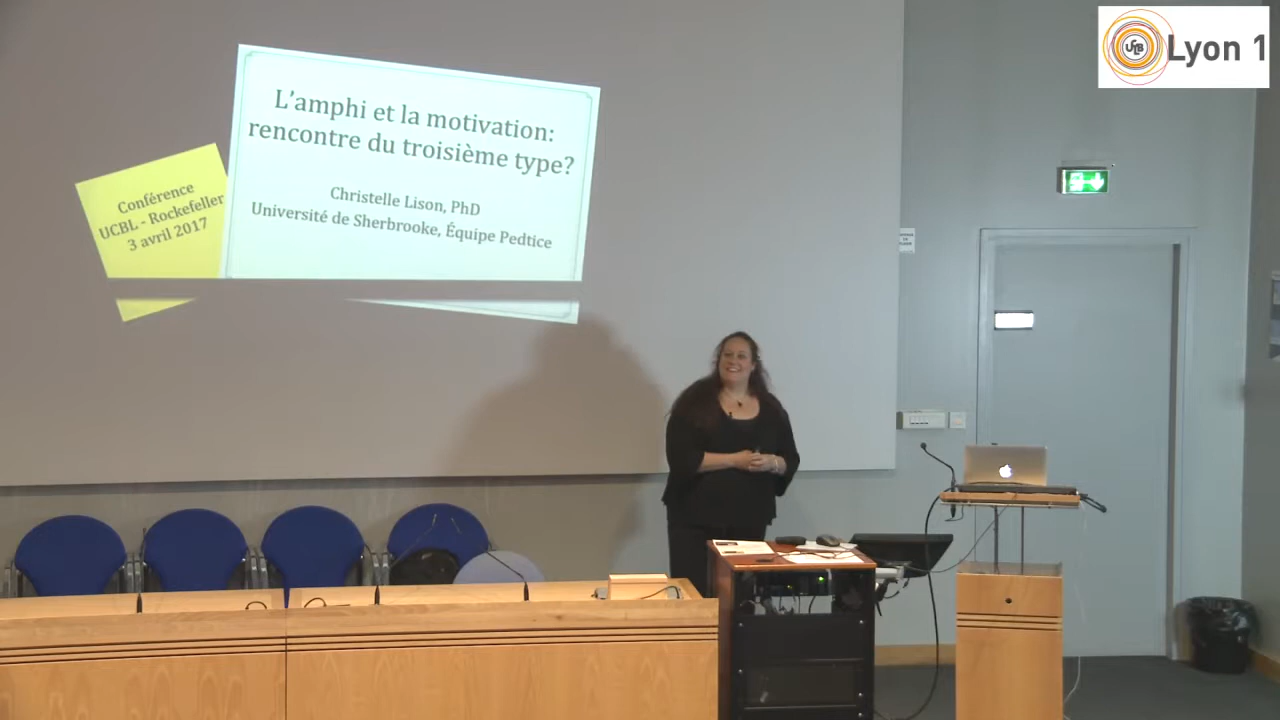 L'amphi et la motivation:
rencontre du troisième type?
Christelle Lison, PhD
Université de Sherbrooke, Équipe Pedtice
Conférence
UCBL - Rockefeller
3 avril 2017
UCLB Lyon 1